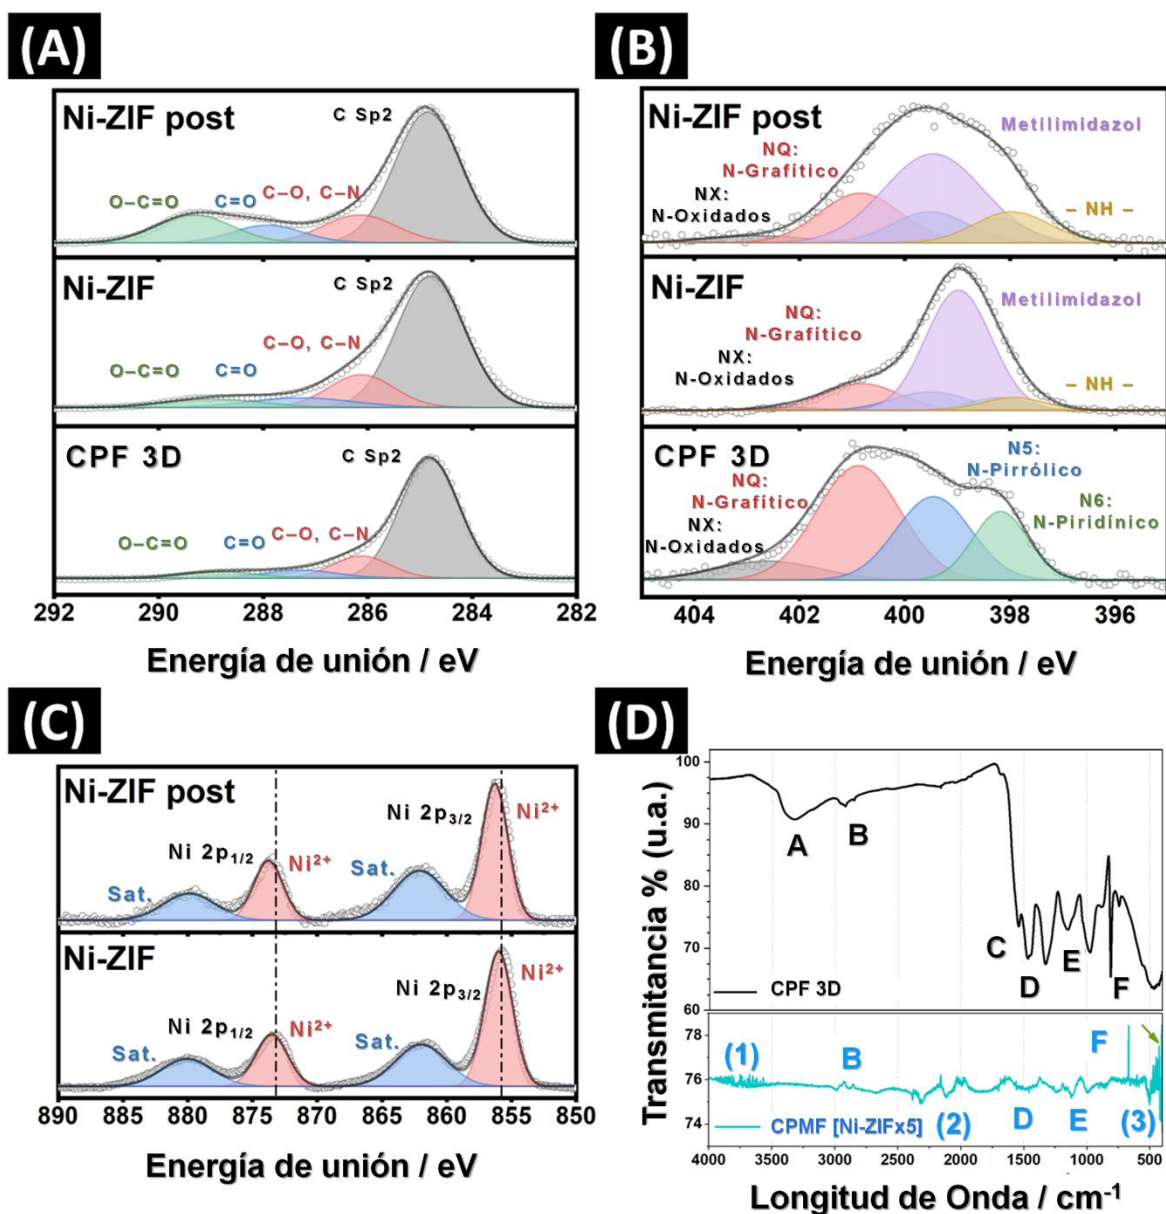 (A)
Ni-ZIF post
C Sp2
O–C=O
C=O
C–O, C–N
Ni-ZIF
C Sp2
C–O, C–N
O–C=O
C=O
CPF 3D
C Sp2
O–C=O
C=O
C–O, C–N
292 290 288 286 284 282
Energía de unión / eV
(B)
Ni-ZIF post
Metilimidazol
NQ:
N-Grafítico
NX:
N-Oxidados
– NH –
Ni-ZIF
Metilimidazol
NQ:
N-Grafítico
NX:
N-Oxidados
– NH –
CPF 3D
NQ:
N-Grafítico
N5:
N-Pirrólico
NX:
N-Oxidados
N6:
N-Piridínico
404 402 400 398 396
Energía de unión / eV
(C)
Ni-ZIF post
Ni 2p3/2
Ni2+
Ni 2p1/2
Ni2+
Sat.
Sat.
Ni-ZIF
Ni 2p3/2
Ni2+
Ni 2p1/2
Ni2+
Sat.
Sat.
890 885 880 875 870 865 860 855 850
Energía de unión / eV
(D)
Transmitancia % (u.a.)
100
90
80
70
60
A
B
C
D
E
F
CPF 3D
78
76
74
(1)
B
F
(2)
D
E
(3)
CPMF [Ni-ZIFx5]
4000 3500 3000 2500 2000 1500 1000 500
Longitud de Onda / cm-1